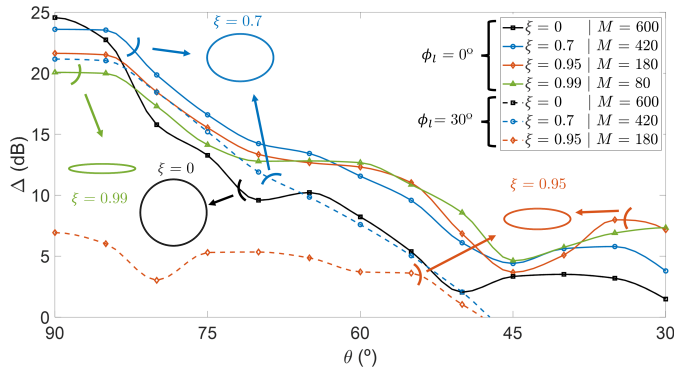 25
20
15
10
5
0
Δ (dB)
90
75
60
45
30
θ (º)
ξ = 0.7
ξ = 0
ξ = 0.99
ξ = 0.95
ϕl = 0º
ξ = 0 | M = 600
ξ = 0.7 | M = 420
ξ = 0.95 | M = 180
ξ = 0.99 | M = 80
ϕl = 30º
ξ = 0 | M = 600
ξ = 0.7 | M = 420
ξ = 0.95 | M = 180